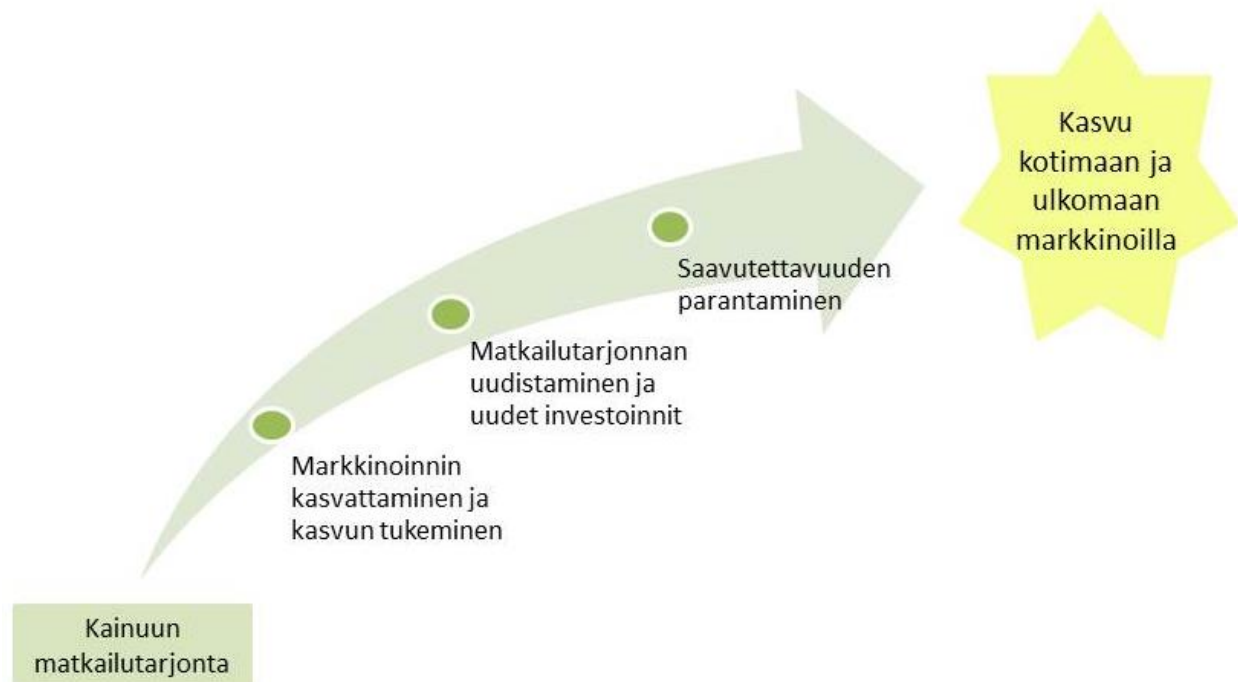 Kasvu
kotimaan ja
ulkomaan
markkinoilla
Saavutettavuuden
parantaminen
Matkailutarjonnan
uudistaminen ja
uudet investoinnit
Markkinoinnin
kasvattaminen ja
kasvun tukeminen
Kainuun
matkailutarjonta